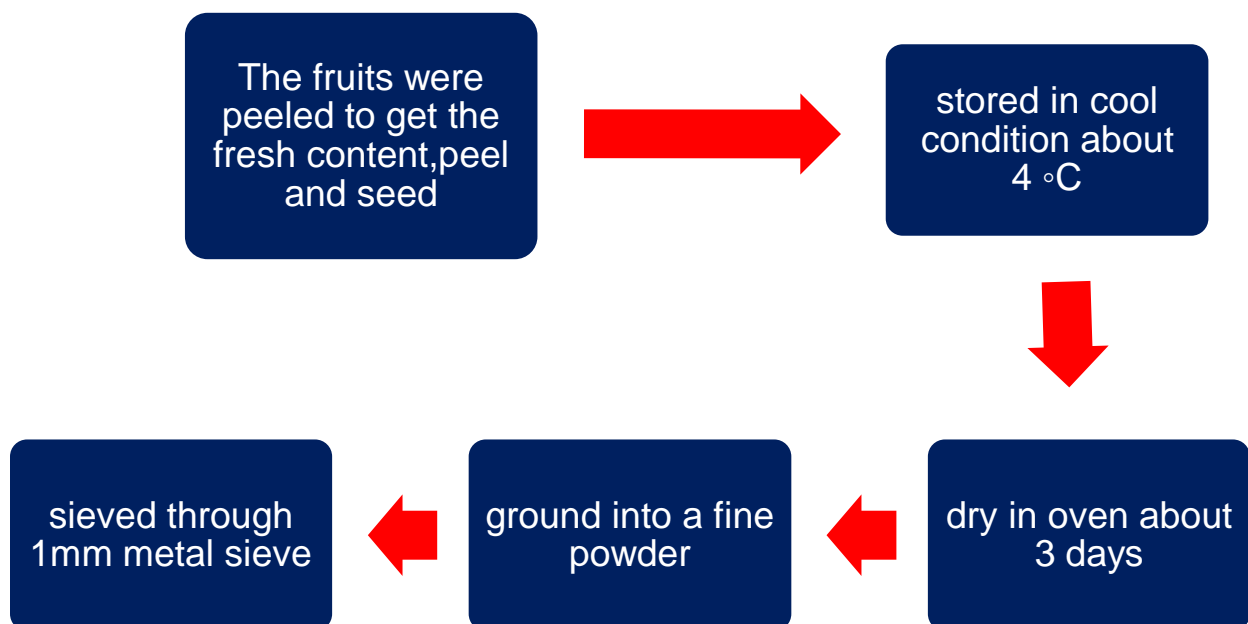 The fruits were
peeled to get the
fresh content,peel
and seed
stored in cool
condition about
4 ◦C
dry in oven about
3 days
ground into a fine
powder
sieved through
1mm metal sieve